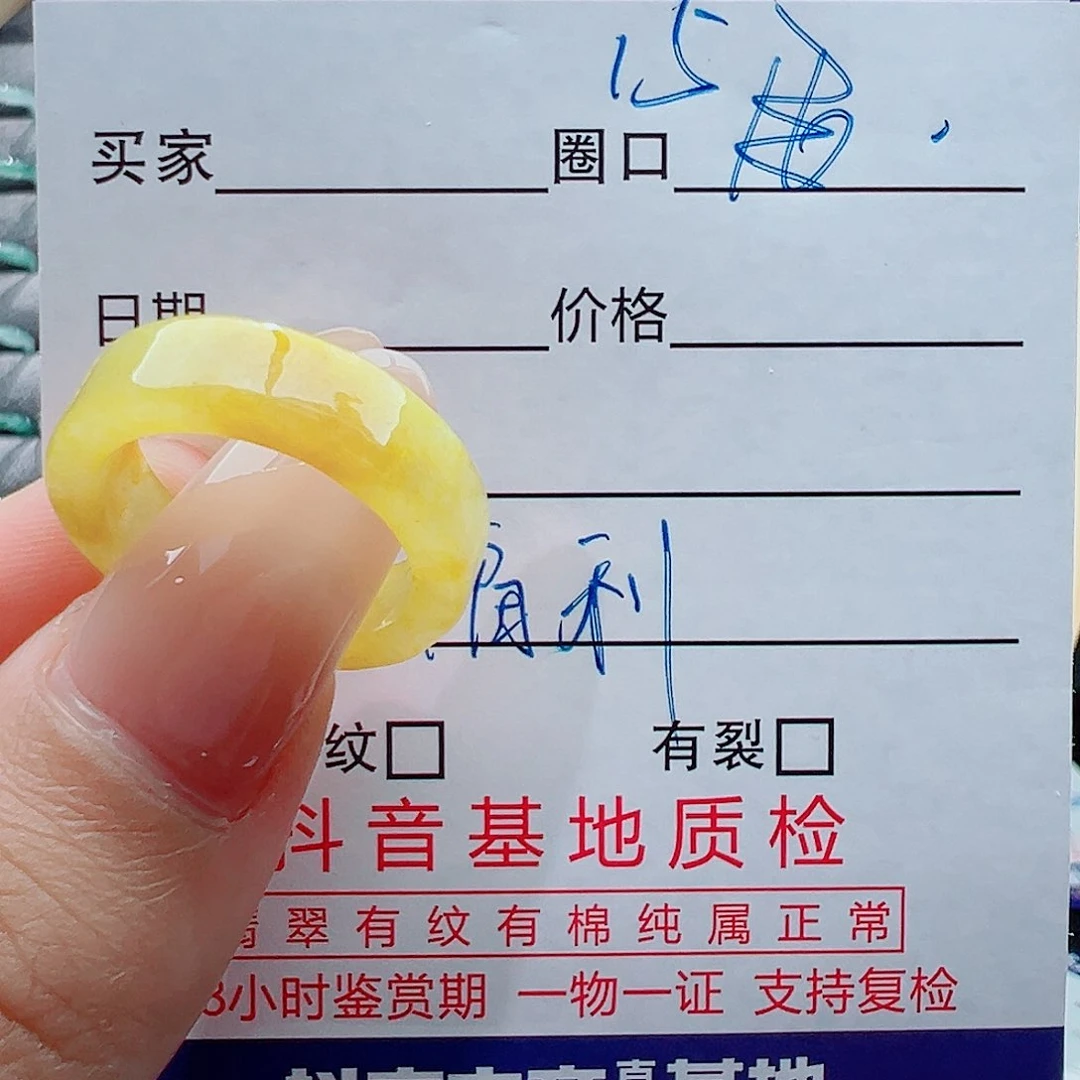 15
买家 圈口
日期 价格
利
纹□ 有裂□
抖音基地质检
翡翠有纹有棉纯属正常
8小时鉴赏期 一物一证 支持复检